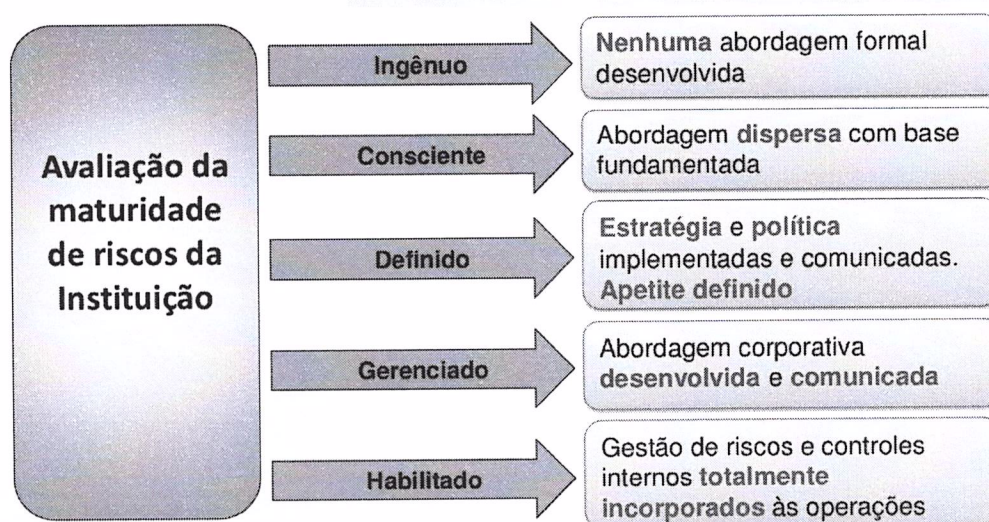 Avaliação da
maturidade
de riscos da
Instituição
Ingênuo
Nenhuma abordagem formal
desenvolvida
Consciente
Abordagem dispersa com base
fundamentada
Definido
Estratégia e política
implementadas e comunicadas.
Apetite definido
Gerenciado
Abordagem corporativa
desenvolvida e comunicada
Habilitado
Gestão de riscos e controles
internos totalmente
incorporados às operações